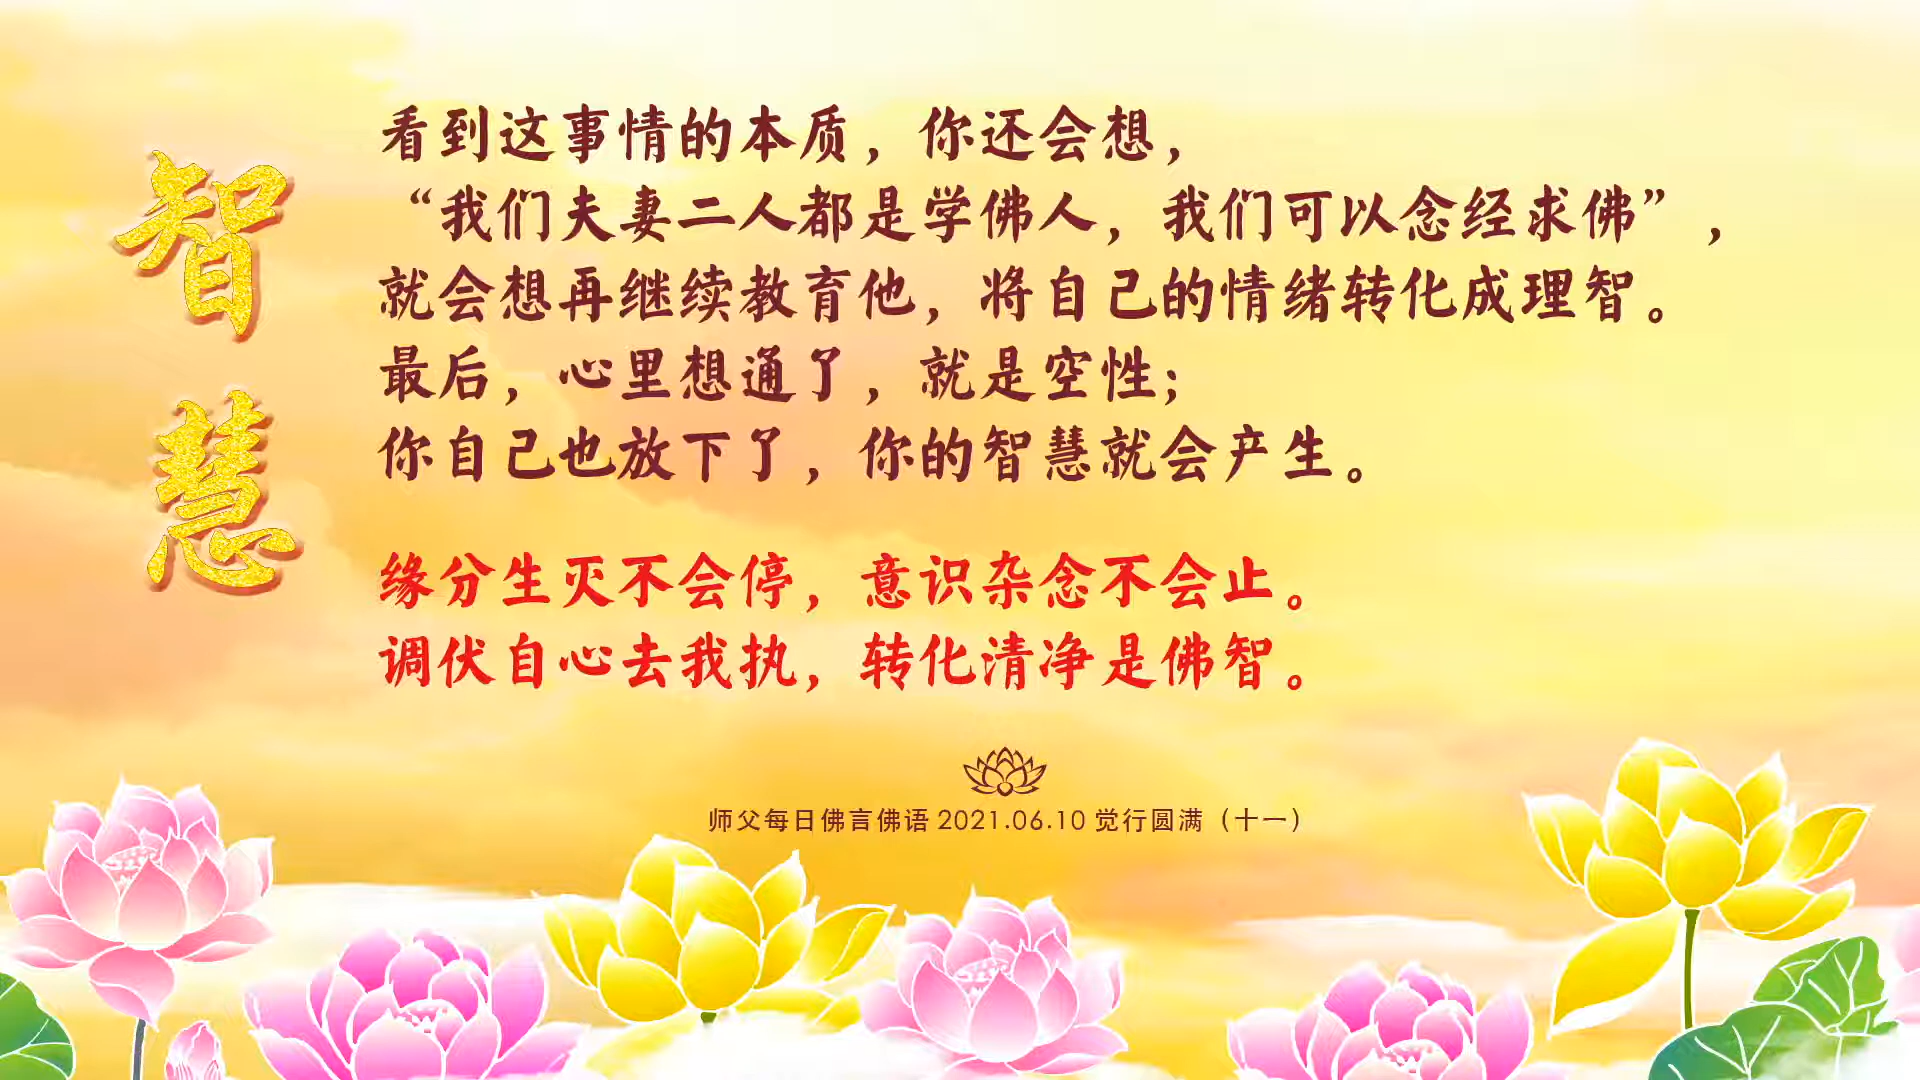 智慧
看到这事情的本质，你还会想，
“我们夫妻二人都是学佛人，我们可以念经求佛”，
就会想再继续教育他，将自己的情绪转化成理智。
最后，心里想通了，就是空性；
你自己也放下了，你的智慧就会产生。
缘分生灭不会停，意识杂念不会止。
调伏自心去我执，转化清净是佛智。
师父每日佛言佛语 2021.06.10 觉行圆满（十一）